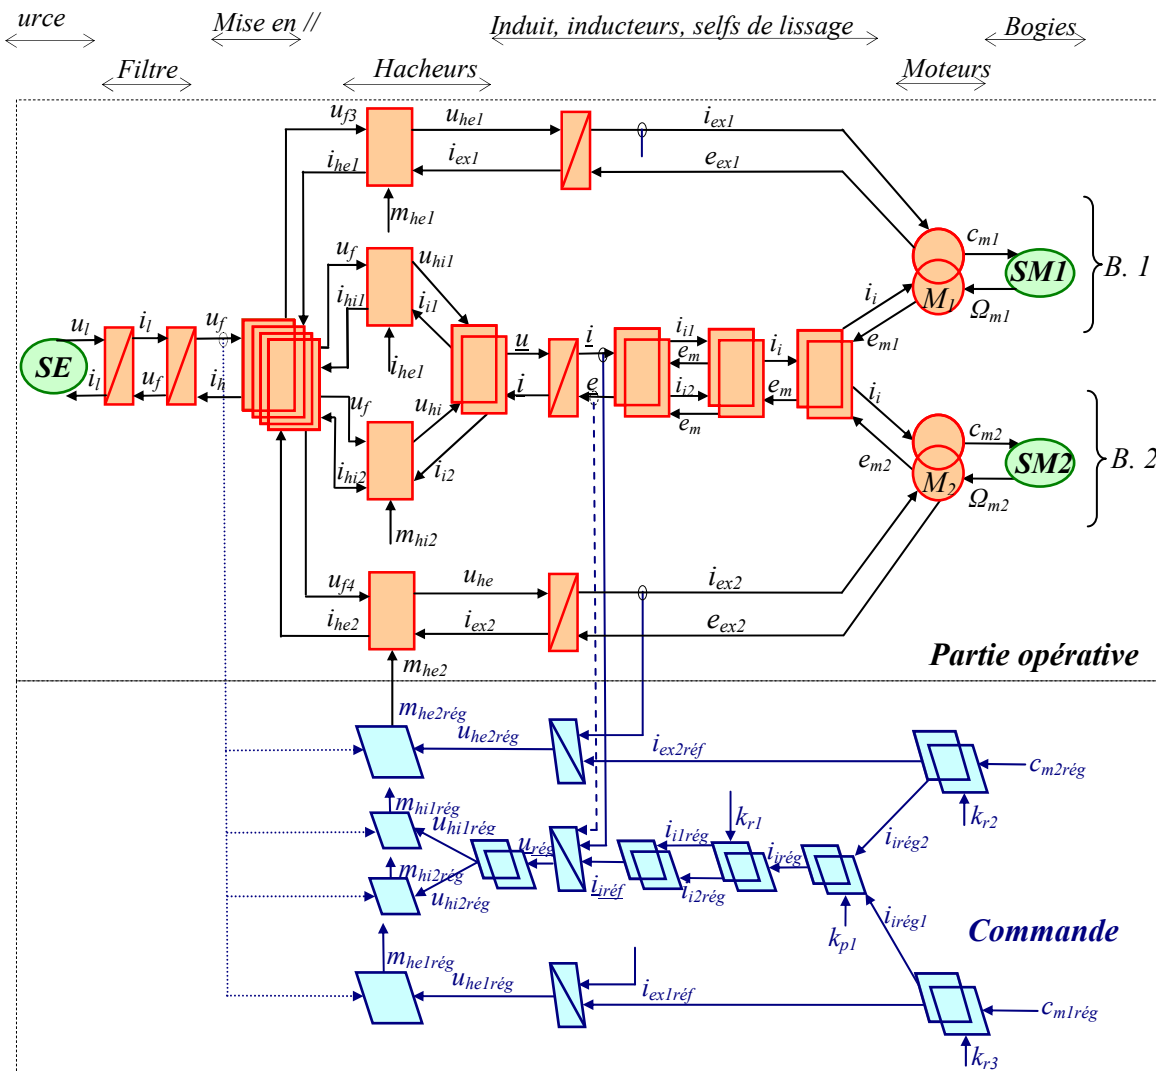 urce
Mise en //
Induit, inducteurs, selfs de lissage
Bogies
Filtre
Hacheurs
Moteurs
u_f3
u_he1
i_ex1
i_he1
i_ex1
e_ex1
m_he1
c_m1
SM1
B. 1
M_1
Ω_m1
u_f
u_hi1
i_hi1
i_i1
i_he1
i_i
e_m1
u_l
i_l
u_f
SE
i_l
u_f
i_h
u
i
i
e
i_i1
e_m
i_i2
e_m
i_i
e_m
u_f
u_hi
i_hi2
i_i2
m_hi2
i_i
e_m2
c_m2
SM2
B. 2
M_2
Ω_m2
u_f4
u_he
i_ex2
i_he2
i_ex2
e_ex2
m_he2
Partie opérative
m_he2rég
u_he2rég
i_ex2réf
c_m2rég
k_r2
m_hi1rég
u_hi1rég
u_rég
i_i1rég
k_r1
i_irég
i_irég2
m_hi2rég
u_hi2rég
i_iréf
i_i2rég
k_p1
i_irég1
Commande
m_he1rég
u_he1rég
i_ex1réf
c_m1rég
k_r3